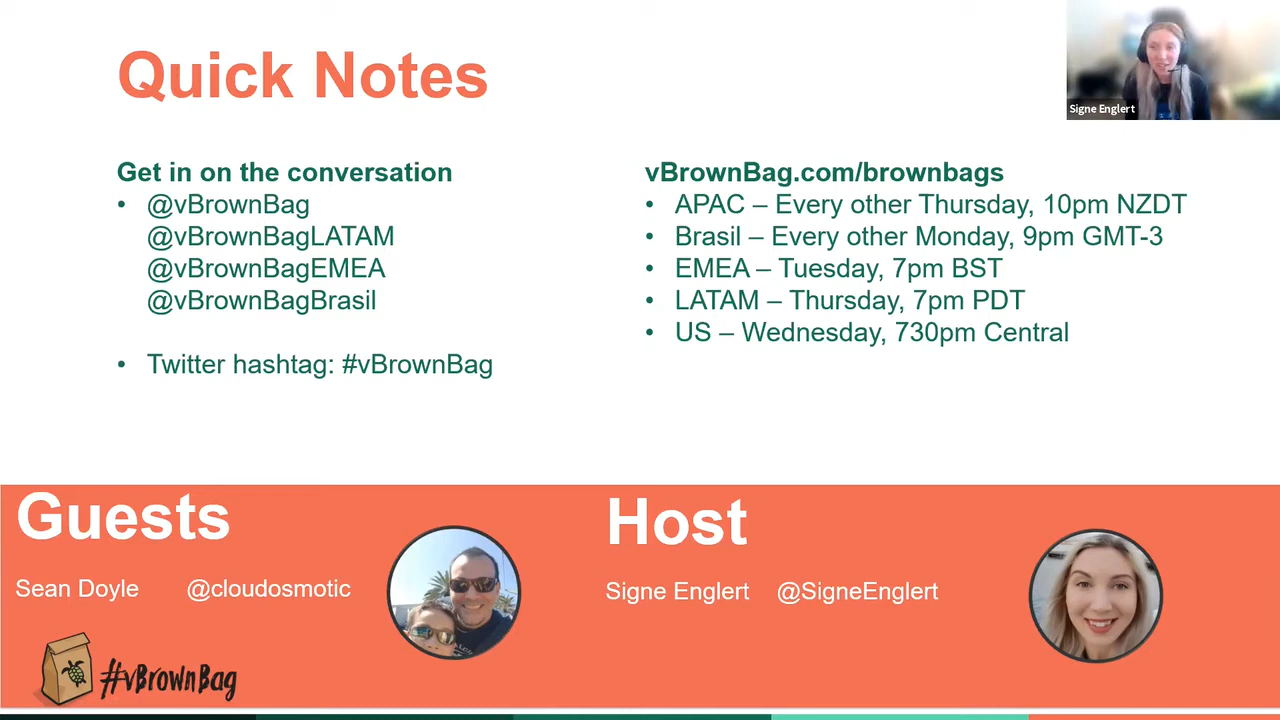 Quick Notes
Signe Englert
Get in on the conversation
• @vBrownBag
@vBrownBagLATAM
@vBrownBagEMEA
@vBrownBagBrasil
• Twitter hashtag: #vBrownBag
vBrownBag.com/brownbags
• APAC – Every other Thursday, 10pm NZDT
• Brasil – Every other Monday, 9pm GMT-3
• EMEA – Tuesday, 7pm BST
• LATAM – Thursday, 7pm PDT
• US – Wednesday, 730pm Central
Guests
Sean Doyle @cloudosmotic
#vBrownBag
Host
Signe Englert @SigneEnglert